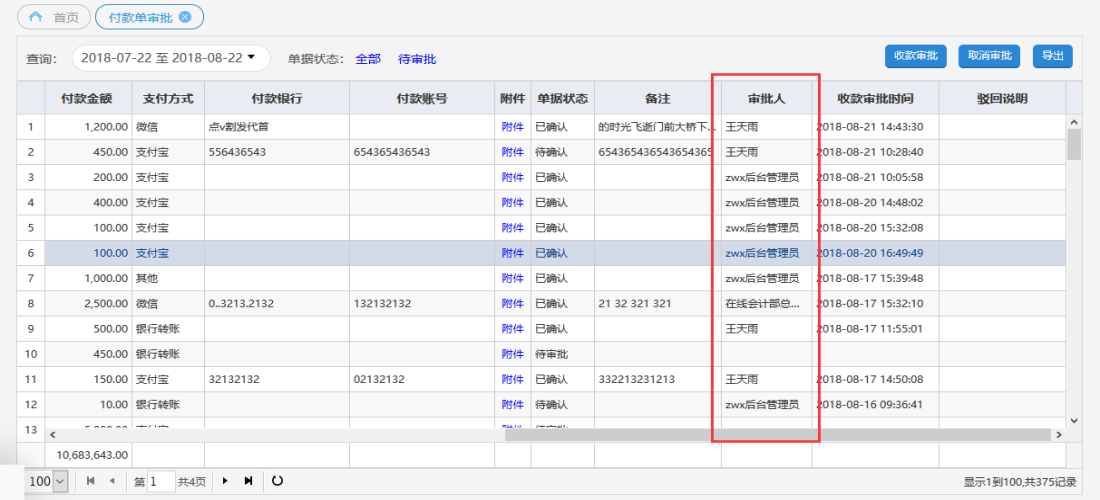 首页 付款单审批
查询: 2018-07-22 至 2018-08-22 单据状态: 全部 待审批 收款审批 取消审批 导出
付款金额 支付方式 付款银行 付款账号 附件 单据状态 备注 审批人 收款审批时间 驳回说明
1 1,200.00 微信 点v割发代首 附件 已确认 的时光飞逝门前大桥下... 王天雨 2018-08-21 14:43:30
2 450.00 支付宝 556436543 654365436543 附件 待确认 654365436543654365 王天雨 2018-08-21 10:28:40
3 200.00 支付宝 附件 已确认 zwx后台管理员 2018-08-21 10:05:58
4 400.00 支付宝 附件 已确认 zwx后台管理员 2018-08-20 14:48:02
5 100.00 支付宝 附件 已确认 zwx后台管理员 2018-08-20 15:32:08
6 100.00 支付宝 附件 已确认 zwx后台管理员 2018-08-20 16:49:49
7 1,000.00 其他 附件 已确认 zwx后台管理员 2018-08-17 15:39:48
8 2,500.00 微信 0..3213.2132 132132132 附件 已确认 21 32 321 321 在线会计部总... 2018-08-17 15:32:10
9 500.00 银行转账 附件 已确认 王天雨 2018-08-17 11:55:01
10 450.00 银行转账 附件 待审批
11 150.00 支付宝 32132132 02132132 附件 已确认 332213231213 王天雨 2018-08-17 14:50:08
12 10.00 银行转账 附件 待确认 zwx后台管理员 2018-08-16 09:36:41
13
10,683,643.00
100 第 1 共4页 显示1到100,共375记录